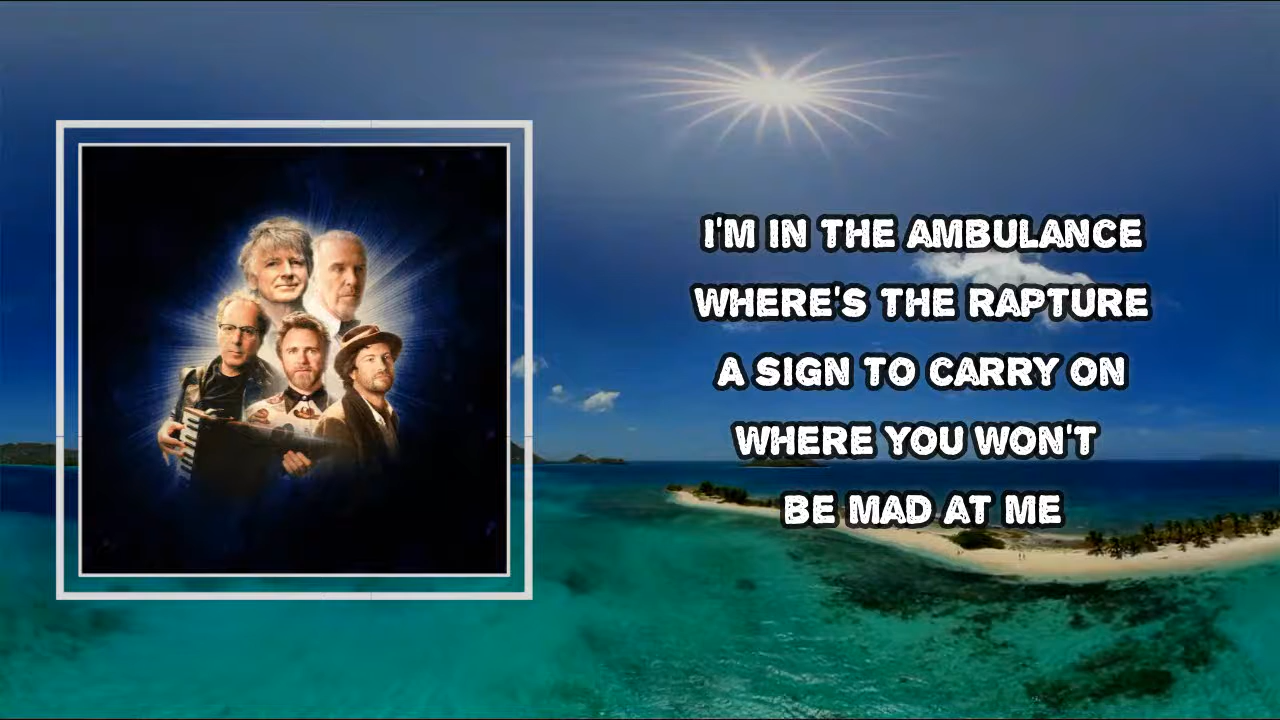 I'M IN THE AMBULANCE
WHERE'S THE RAPTURE
A SIGN TO CARRY ON
WHERE YOU WON'T
BE MAD AT ME